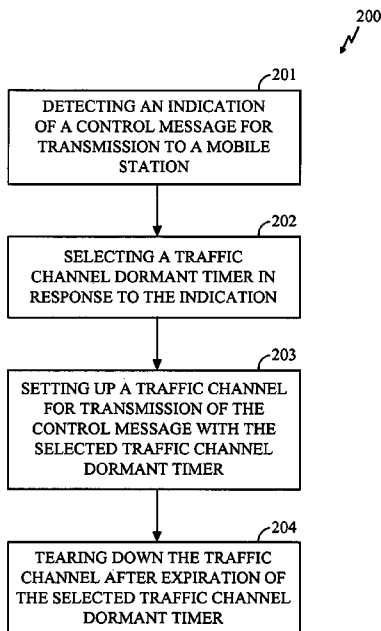 200
201
DETECTING AN INDICATION
OF A CONTROL MESSAGE FOR
TRANSMISSION TO A MOBILE
STATION
202
SELECTING A TRAFFIC
CHANNEL DORMANT TIMER IN
RESPONSE TO THE INDICATION
203
SETTING UP A TRAFFIC CHANNEL
FOR TRANSMISSION OF THE
CONTROL MESSAGE WITH THE
SELECTED TRAFFIC CHANNEL
DORMANT TIMER
204
TEARING DOWN THE TRAFFIC
CHANNEL AFTER EXPIRATION OF
THE SELECTED TRAFFIC CHANNEL
DORMANT TIMER